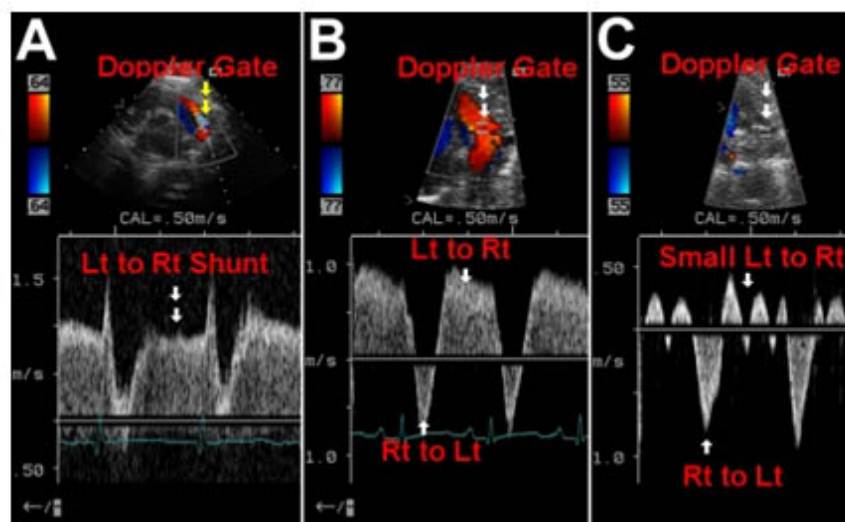 A
Doppler Gate
.64
64
CAL=.50m/s
Lt to Rt Shunt
1.5
m/s
.50
B
Doppler Gate
.77
77
CAL=.50m/s
Lt to Rt
1.0
m/s
1.0
Rt to Lt
C
Doppler Gate
.55
55
CAL=.50m/s
Small Lt to Rt
.50
m/s
1.0
Rt to Lt